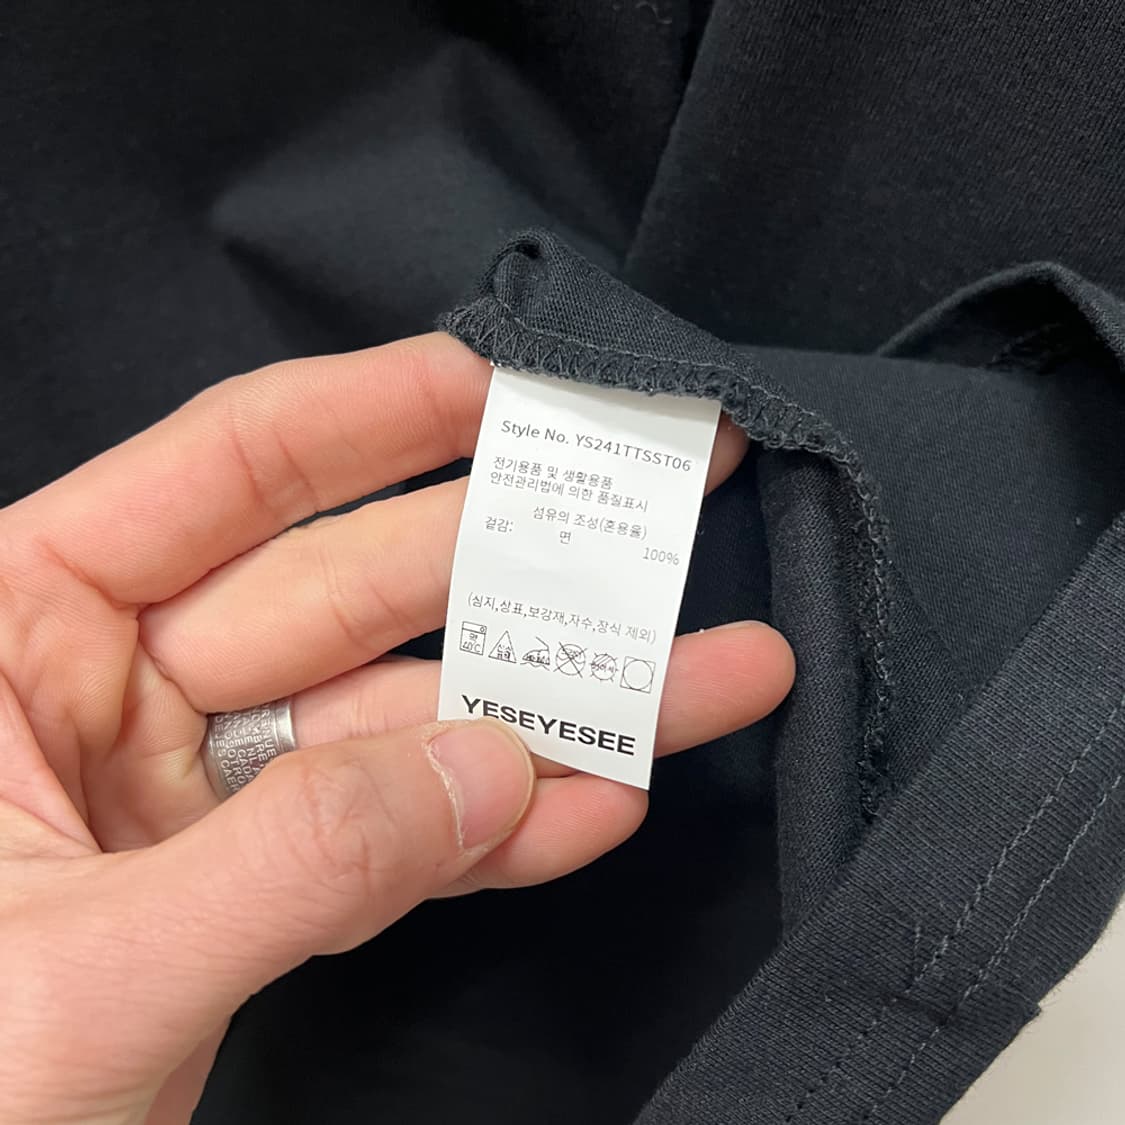 Style No. YS241TTSST06
전기용품 및 생활용품
안전관리법에 의한 품질표시
섬유의 조성(혼용율)
겉감: 면 100%
(심지,상표,보강재,자수,장식 제외)
약
40℃
YESEYESEE